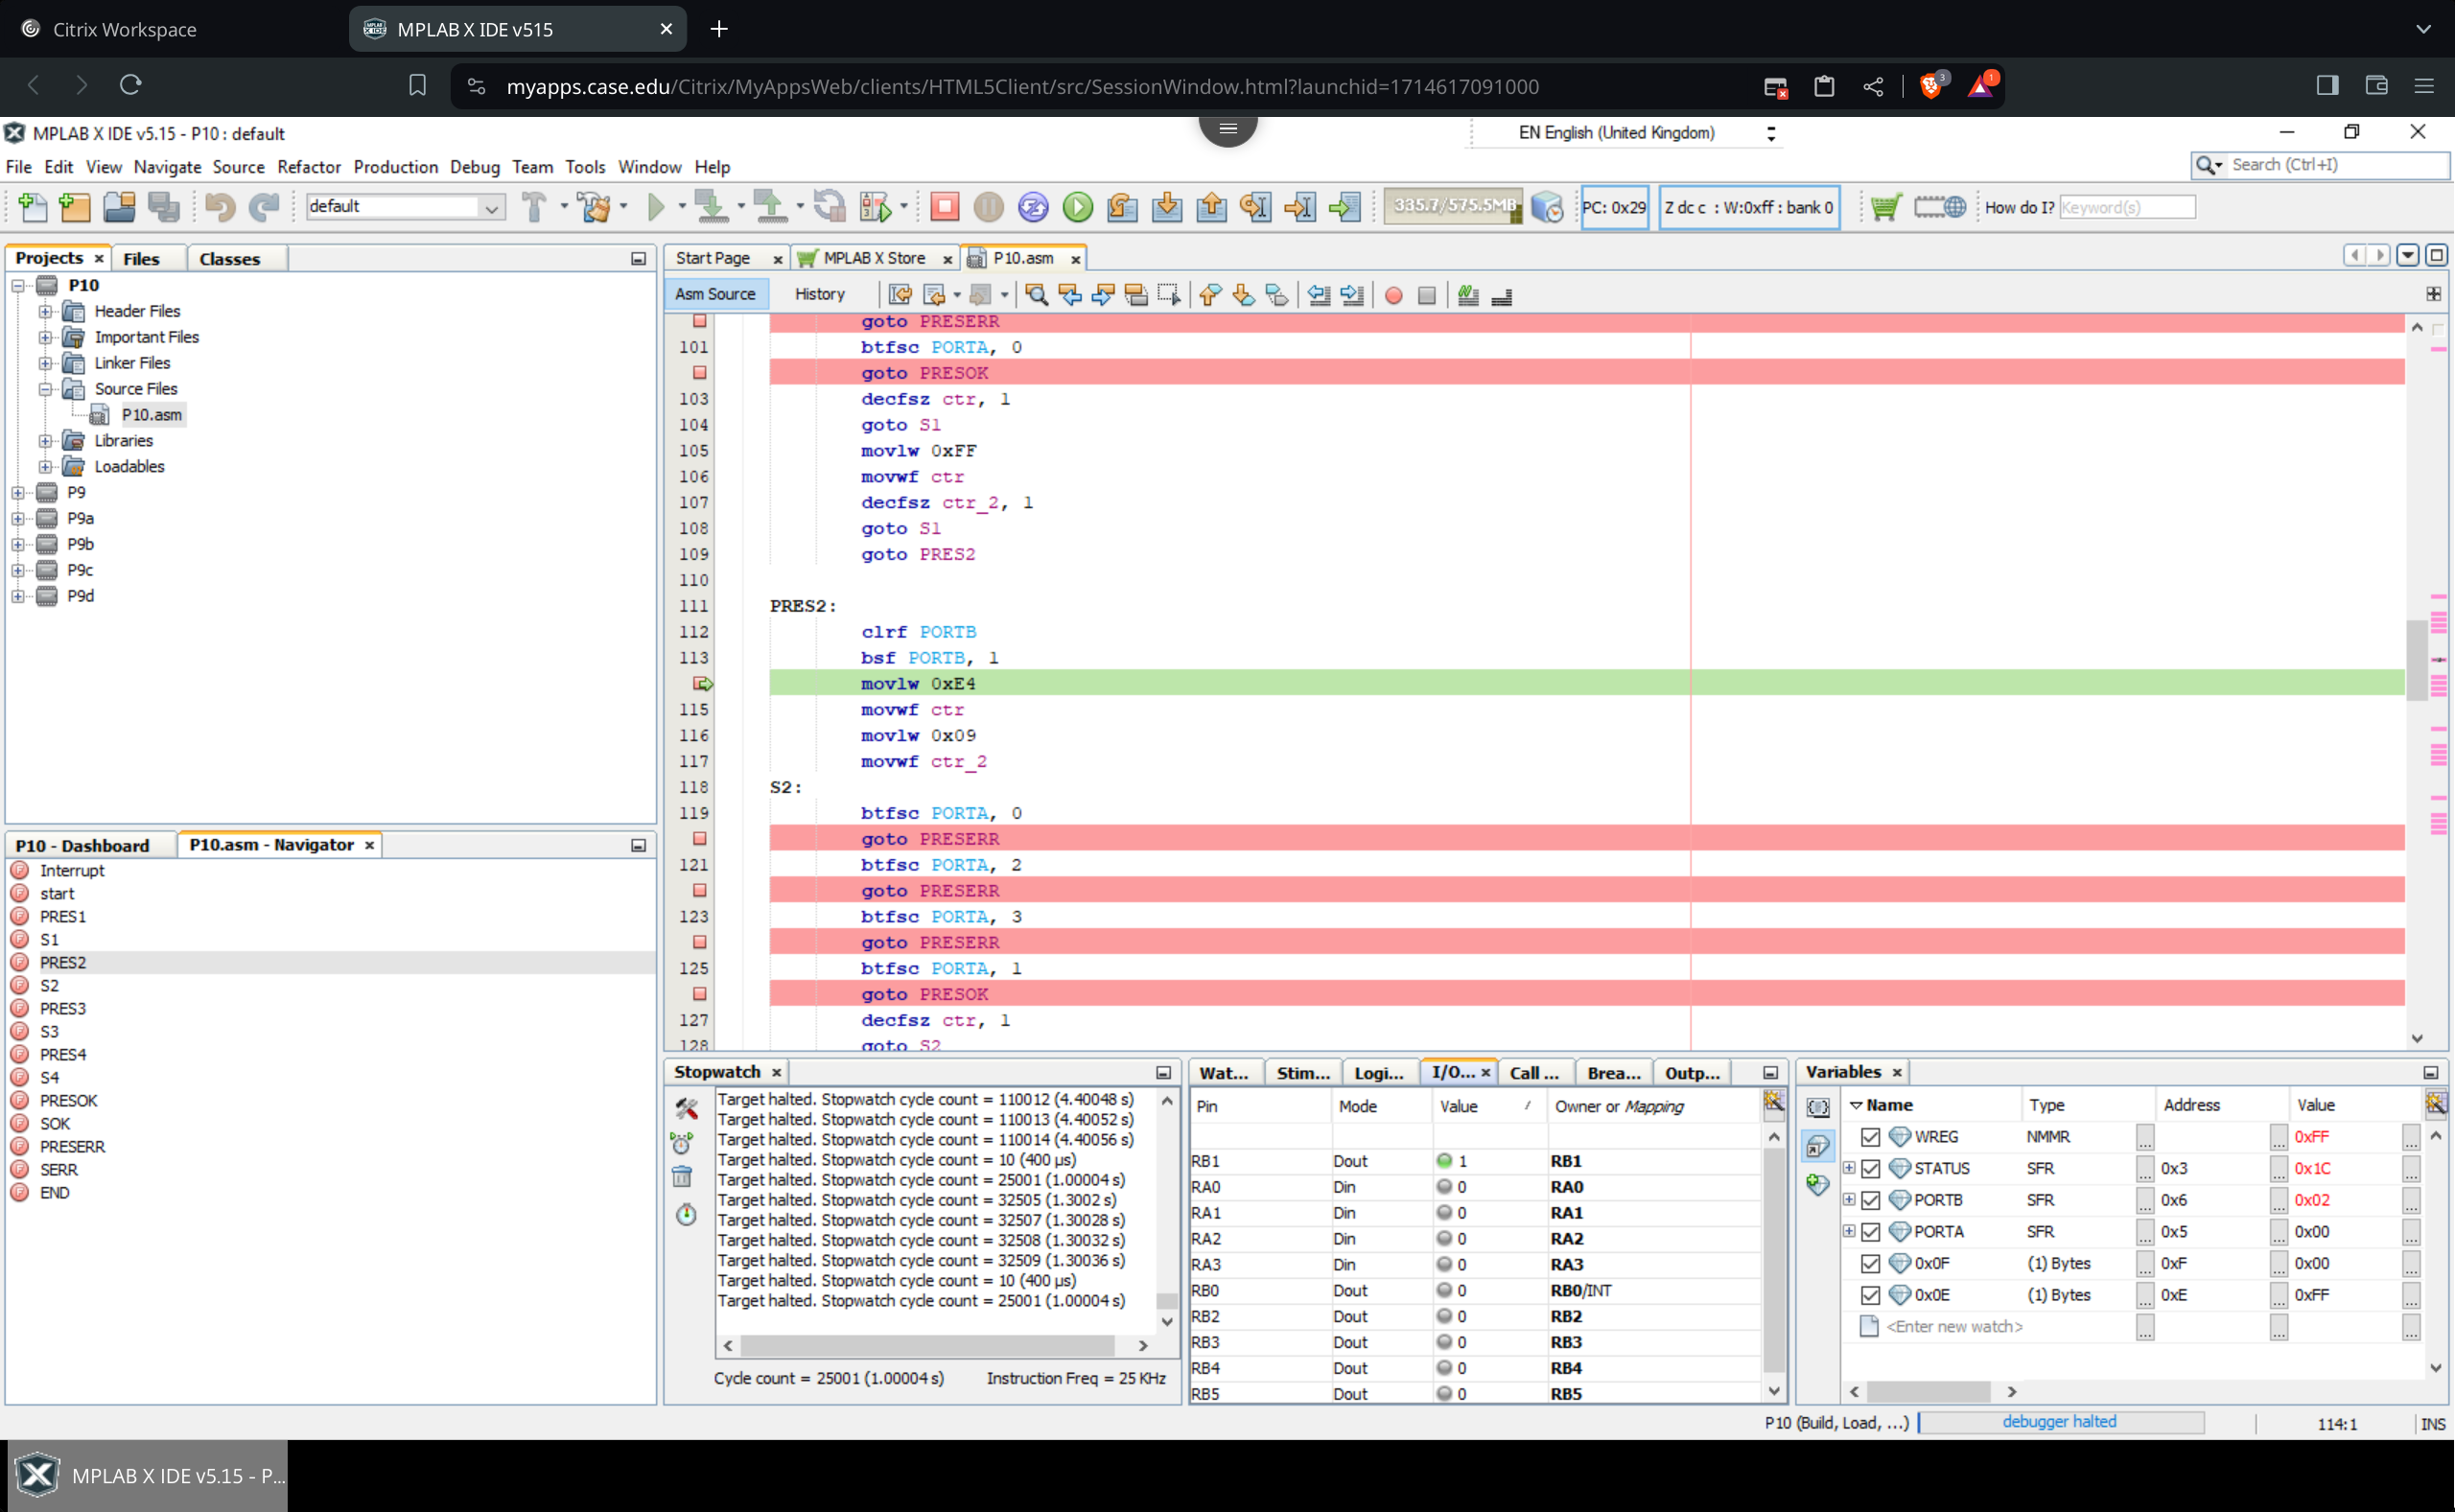 Citrix Workspace
MPLAB X IDE v515
myapps.case.edu/Citrix/MyAppsWeb/clients/HTML5Client/src/SessionWindow.html?launchid=1714617091000
3
1
MPLAB X IDE v5.15 - P10 : default
EN English (United Kingdom)
File Edit View Navigate Source Refactor Production Debug Team Tools Window Help
Search (Ctrl+I)
default
335.7/575.5MB
PC: 0x29
Z dc c : W:0xff : bank 0
How do I? Keyword(s)
Projects Files Classes
P10
Header Files
Important Files
Linker Files
Source Files
P10.asm
Libraries
Loadables
P9
P9a
P9b
P9c
P9d
P10 - Dashboard P10.asm - Navigator
Interrupt
start
PRES1
S1
PRES2
S2
PRES3
S3
PRES4
S4
PRESOK
SOK
PRESERR
SERR
END
Start Page MPLAB X Store P10.asm
Asm Source History
goto PRESERR
101 btfsc PORTA, 0
goto PRESOK
103 decfsz ctr, 1
104 goto S1
105 movlw 0xFF
106 movwf ctr
107 decfsz ctr_2, 1
108 goto S1
109 goto PRES2
110
111 PRES2:
112 clrf PORTB
113 bsf PORTB, 1
movlw 0xE4
115 movwf ctr
116 movlw 0x09
117 movwf ctr_2
118 S2:
119 btfsc PORTA, 0
goto PRESERR
121 btfsc PORTA, 2
goto PRESERR
123 btfsc PORTA, 3
goto PRESERR
125 btfsc PORTA, 1
goto PRESOK
127 decfsz ctr, 1
128 goto S2
Stopwatch
Target halted. Stopwatch cycle count = 110012 (4.40048 s)
Target halted. Stopwatch cycle count = 110013 (4.40052 s)
Target halted. Stopwatch cycle count = 110014 (4.40056 s)
Target halted. Stopwatch cycle count = 10 (400 µs)
Target halted. Stopwatch cycle count = 25001 (1.00004 s)
Target halted. Stopwatch cycle count = 32505 (1.3002 s)
Target halted. Stopwatch cycle count = 32507 (1.30028 s)
Target halted. Stopwatch cycle count = 32508 (1.30032 s)
Target halted. Stopwatch cycle count = 32509 (1.30036 s)
Target halted. Stopwatch cycle count = 10 (400 µs)
Target halted. Stopwatch cycle count = 25001 (1.00004 s)
Cycle count = 25001 (1.00004 s) Instruction Freq = 25 KHz
Wat... Stim... Logi... I/O... Call ... Brea... Outp...
Pin Mode Value / Owner or Mapping
RB1 Dout 1 RB1
RA0 Din 0 RA0
RA1 Din 0 RA1
RA2 Din 0 RA2
RA3 Din 0 RA3
RB0 Dout 0 RB0/INT
RB2 Dout 0 RB2
RB3 Dout 0 RB3
RB4 Dout 0 RB4
RB5 Dout 0 RB5
Variables
Name Type Address Value
WREG NMMR ... ... 0xFF ...
STATUS SFR ... 0x3 ... 0x1C ...
PORTB SFR ... 0x6 ... 0x02 ...
PORTA SFR ... 0x5 ... 0x00 ...
0x0F (1) Bytes ... 0xF ... 0x00 ...
0x0E (1) Bytes ... 0xE ... 0xFF ...
<Enter new watch> ... ... ...
P10 (Build, Load, ...) debugger halted 114:1 INS
MPLAB X IDE v5.15 - P...